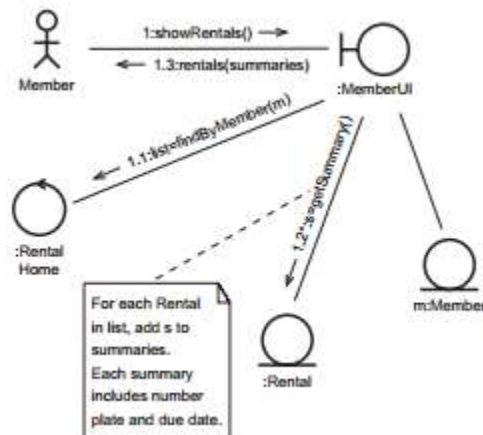 1:showRentals()
1.3:rentals(summaries)
Member
:MemberUI
1.1:list=findByMember(m)
1.2*:s=getSummary()
:Rental
Home
m:Member
For each Rental
in list, add s to
summaries.
Each summary
includes number
plate and due date.
:Rental